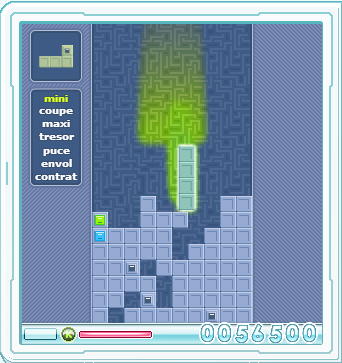 mini
coupe
maxi
tresor
puce
envol
contrat
0056500